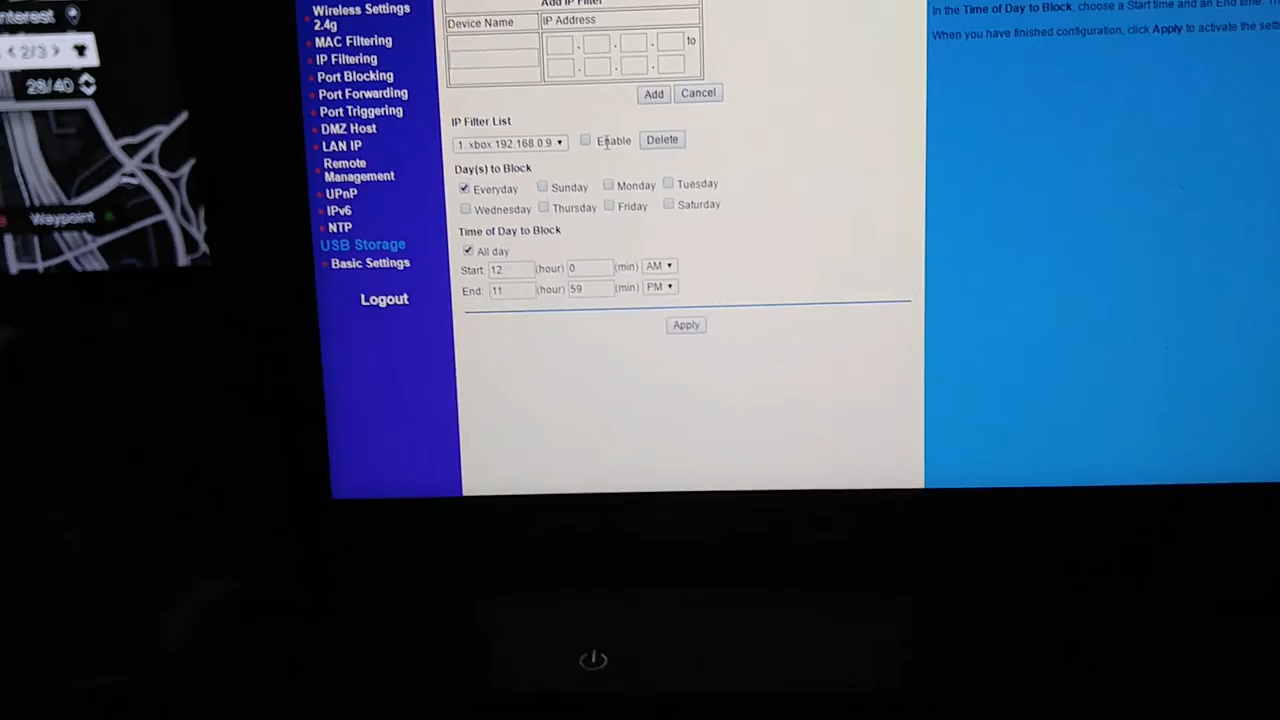 < 2/3 >
28/40
Waypoint
Wireless Settings
2.4g
MAC Filtering
IP Filtering
Port Blocking
Port Forwarding
Port Triggering
DMZ Host
LAN IP
Remote
Management
UPnP
IPv6
NTP
USB Storage
Basic Settings
Logout
Add IP Filter
Device Name IP Address
. . . to
. . .
Add Cancel
IP Filter List
1. xbox 192.168.0.9 Enable Delete
Day(s) to Block
Everyday Sunday Monday Tuesday
Wednesday Thursday Friday Saturday
Time of Day to Block
All day
Start: 12 (hour) 0 (min) AM
End: 11 (hour) 59 (min) PM
Apply
In the Time of Day to Block, choose a Start time and an End time.
When you have finished configuration, click Apply to activate the